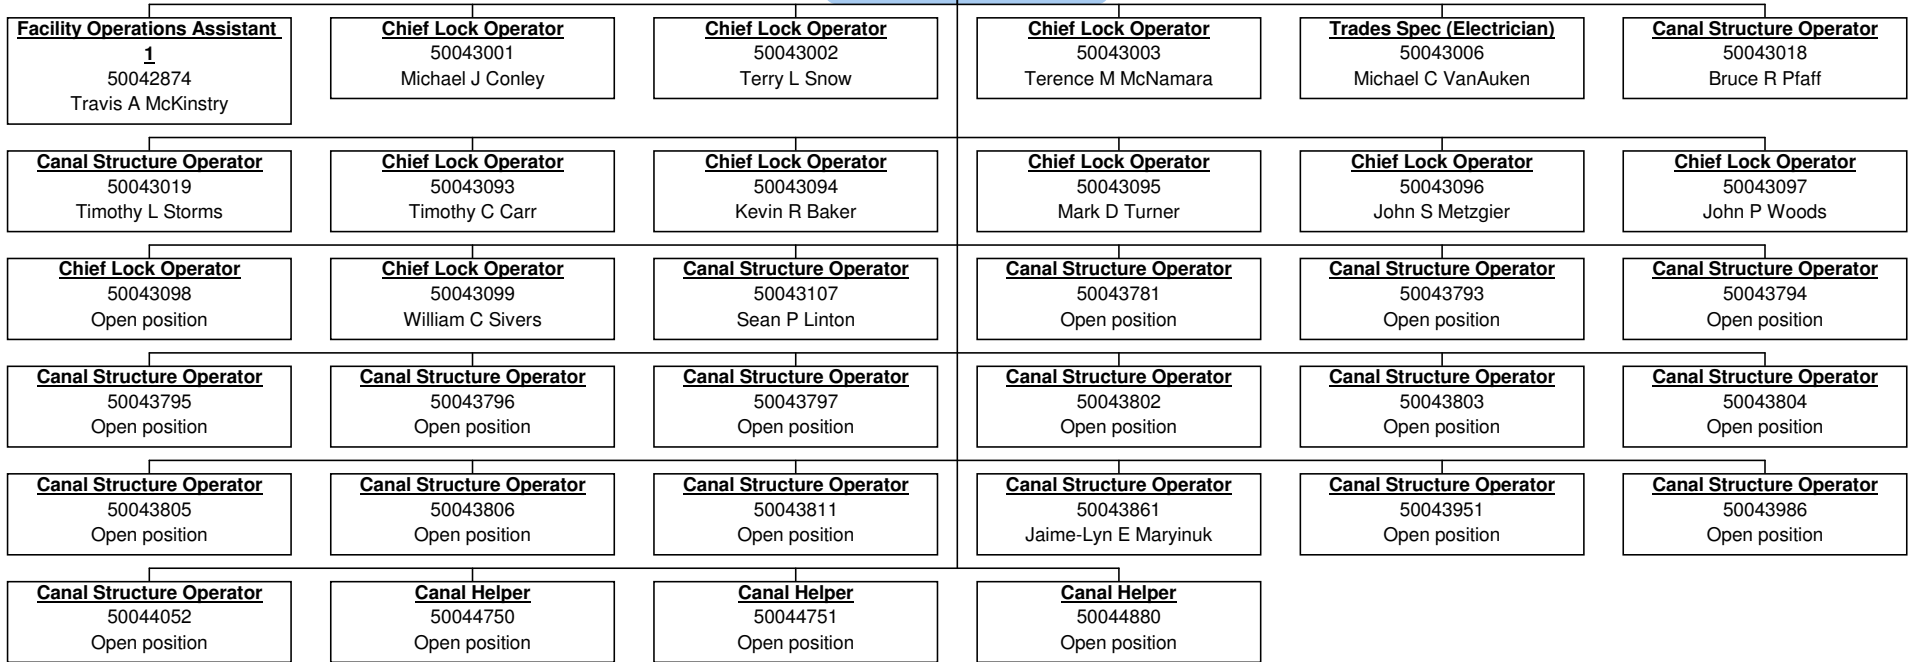 Facility Operations Assistant
1
50042874
Travis A McKinstry
Chief Lock Operator
50043001
Michael J Conley
Chief Lock Operator
50043002
Terry L Snow
Chief Lock Operator
50043003
Terence M McNamara
Trades Spec (Electrician)
50043006
Michael C VanAuken
Canal Structure Operator
50043018
Bruce R Pfaff
Canal Structure Operator
50043019
Timothy L Storms
Chief Lock Operator
50043093
Timothy C Carr
Chief Lock Operator
50043094
Kevin R Baker
Chief Lock Operator
50043095
Mark D Turner
Chief Lock Operator
50043096
John S Metzgier
Chief Lock Operator
50043097
John P Woods
Chief Lock Operator
50043098
Open position
Chief Lock Operator
50043099
William C Sivers
Canal Structure Operator
50043107
Sean P Linton
Canal Structure Operator
50043781
Open position
Canal Structure Operator
50043793
Open position
Canal Structure Operator
50043794
Open position
Canal Structure Operator
50043795
Open position
Canal Structure Operator
50043796
Open position
Canal Structure Operator
50043797
Open position
Canal Structure Operator
50043802
Open position
Canal Structure Operator
50043803
Open position
Canal Structure Operator
50043804
Open position
Canal Structure Operator
50043805
Open position
Canal Structure Operator
50043806
Open position
Canal Structure Operator
50043811
Open position
Canal Structure Operator
50043861
Jaime-Lyn E Maryinuk
Canal Structure Operator
50043951
Open position
Canal Structure Operator
50043986
Open position
Canal Structure Operator
50044052
Open position
Canal Helper
50044750
Open position
Canal Helper
50044751
Open position
Canal Helper
50044880
Open position